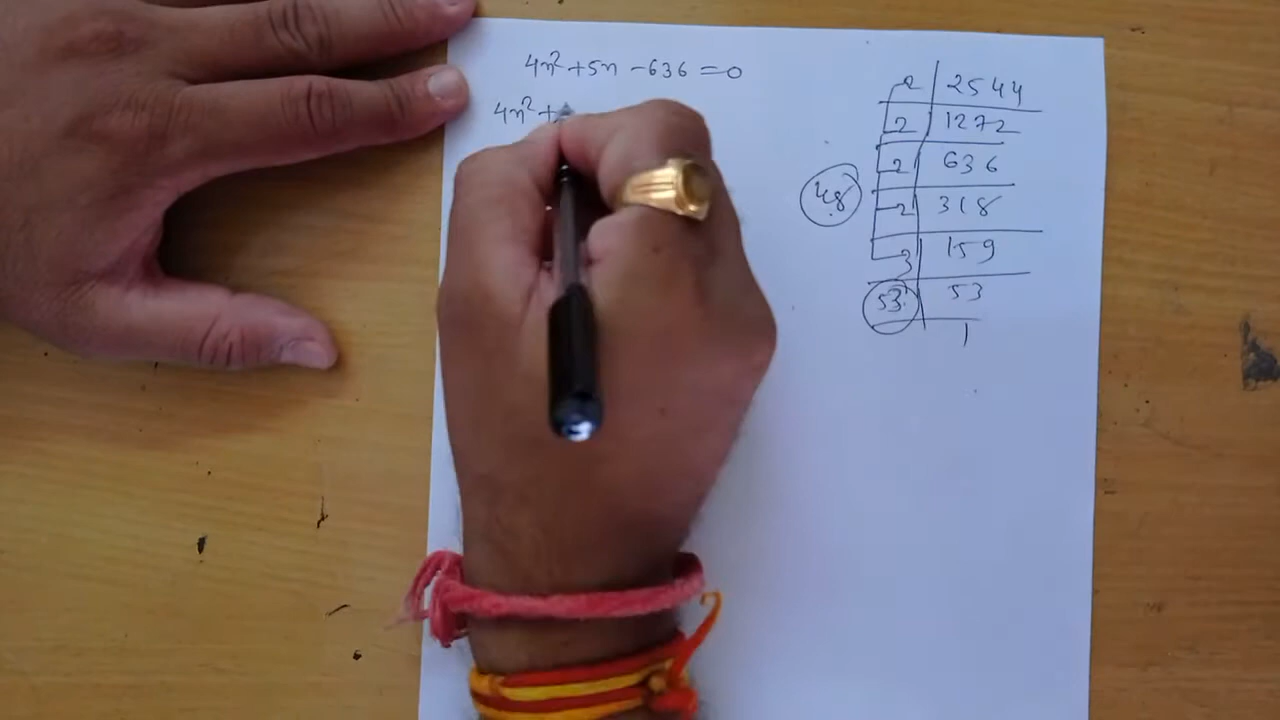 4n² + 5n - 636 = 0
4n² +
2 | 2544
2 | 1272
2 | 636
48 2 | 318
3 | 159
53 | 53
1